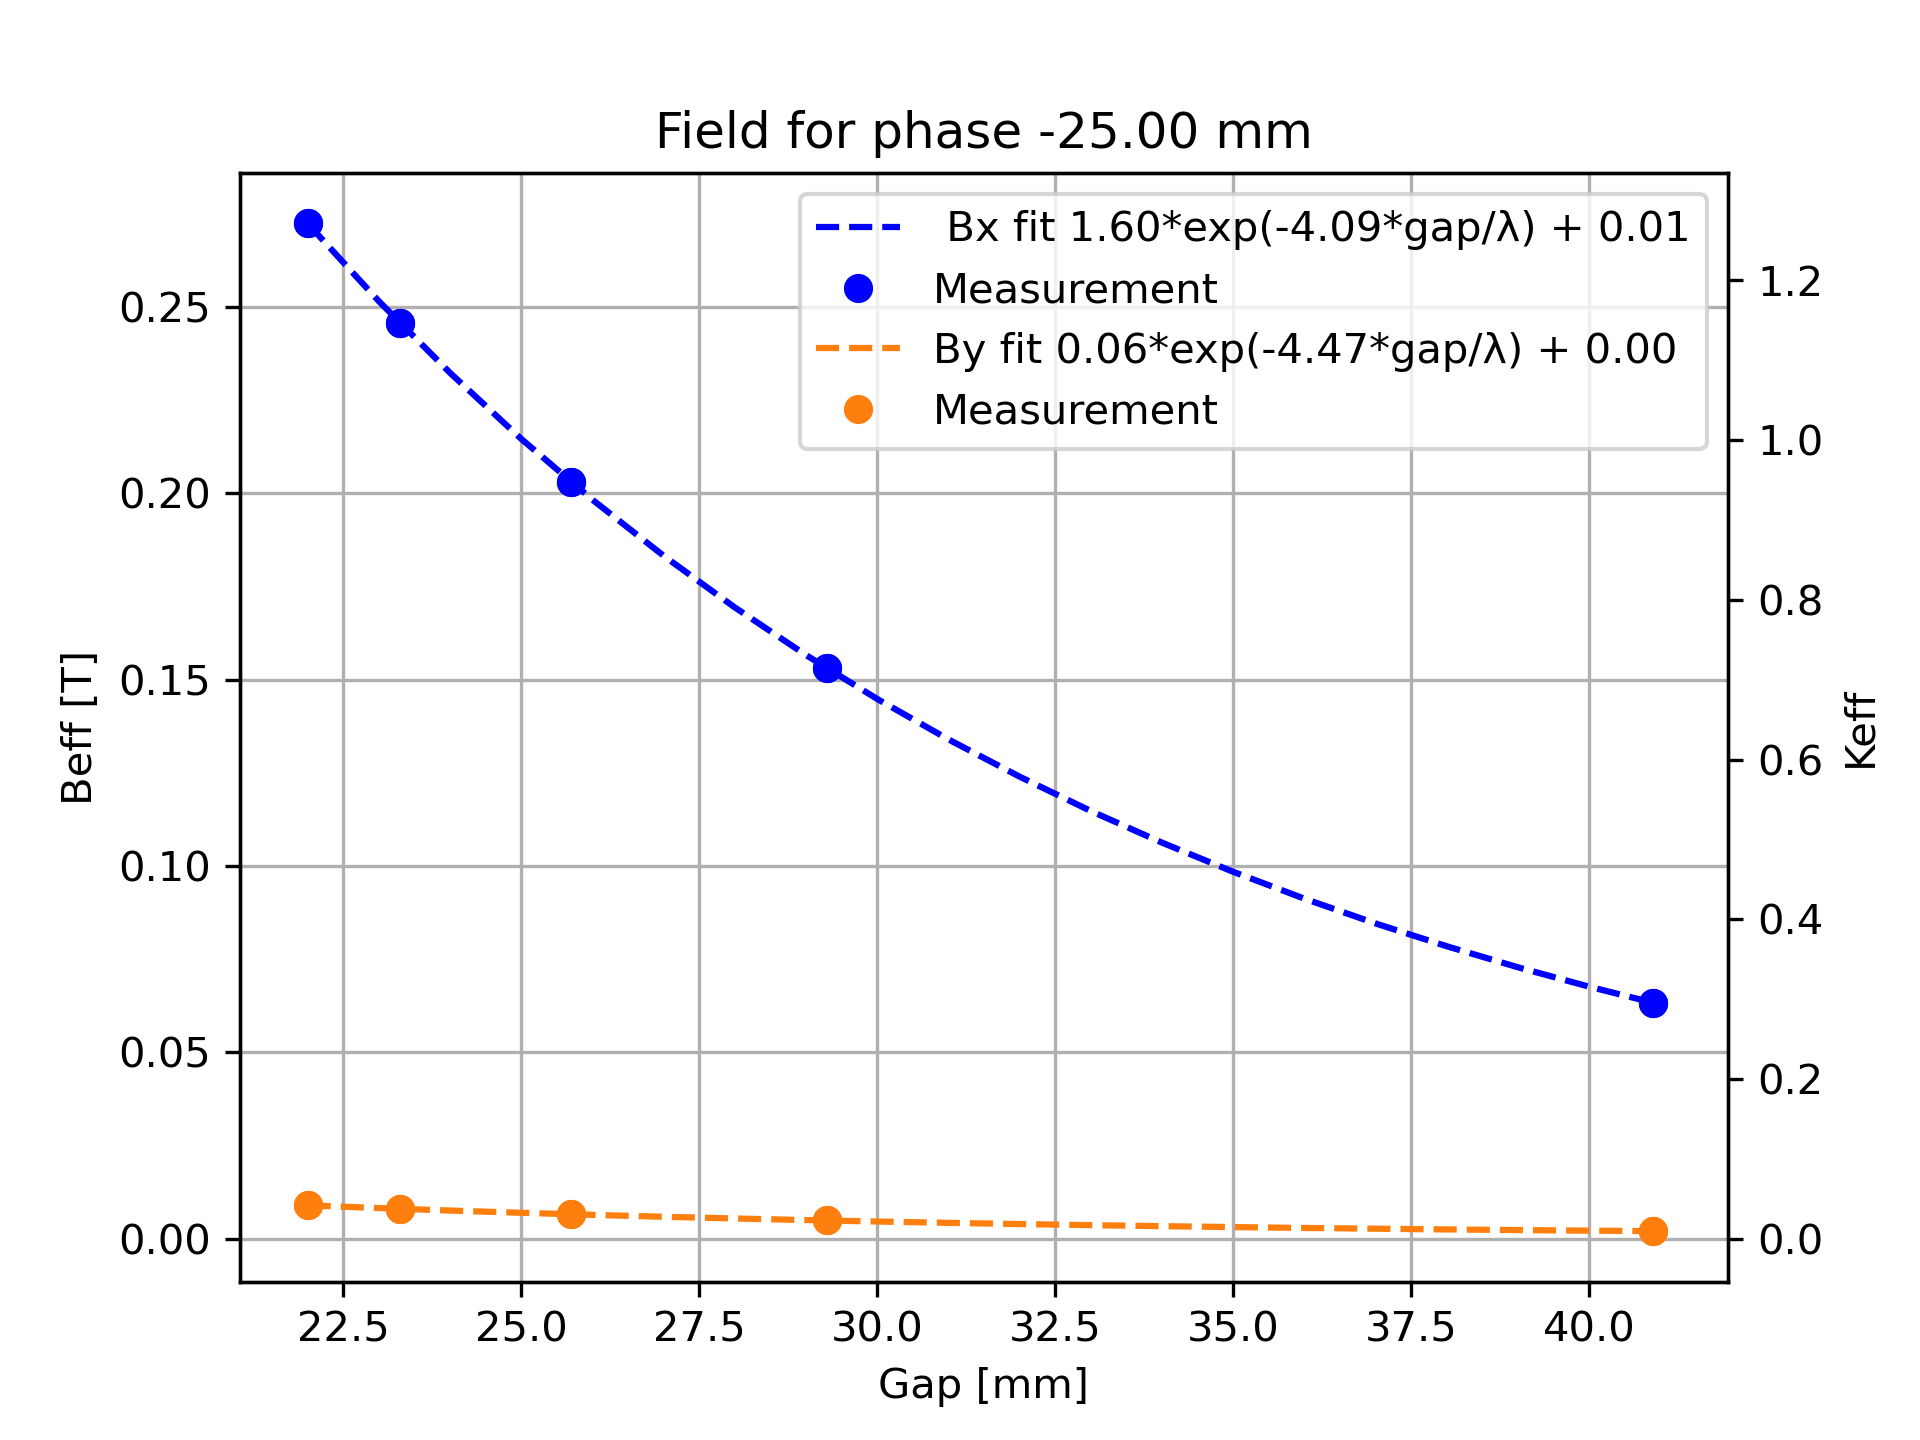 Field for phase -25.00 mm
Bx fit 1.60*exp(-4.09*gap/λ) + 0.01
Measurement
By fit 0.06*exp(-4.47*gap/λ) + 0.00
Measurement
Beff [T]
0.25
0.20
0.15
0.10
0.05
0.00
1.2
1.0
0.8
0.6
0.4
0.2
0.0
Keff
22.5 25.0 27.5 30.0 32.5 35.0 37.5 40.0
Gap [mm]